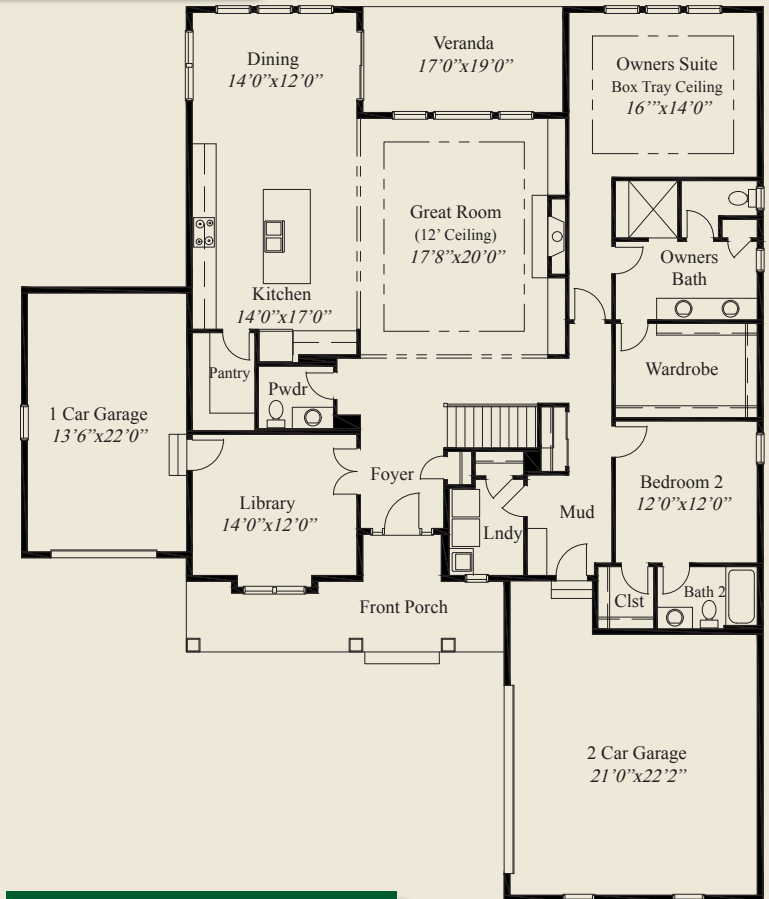 Dining
14'0"x12'0"
Veranda
17'0"x19'0"
Owners Suite
Box Tray Ceiling
16'"x14'0"
Great Room
(12' Ceiling)
17'8"x20'0"
Owners
Bath
Kitchen
14'0"x17'0"
Pantry
Pwdr
Wardrobe
1 Car Garage
13'6"x22'0"
Foyer
Library
14'0"x12'0"
Lndy
Mud
Bedroom 2
12'0"x12'0"
Front Porch
Clst
Bath 2
2 Car Garage
21'0"x22'2"